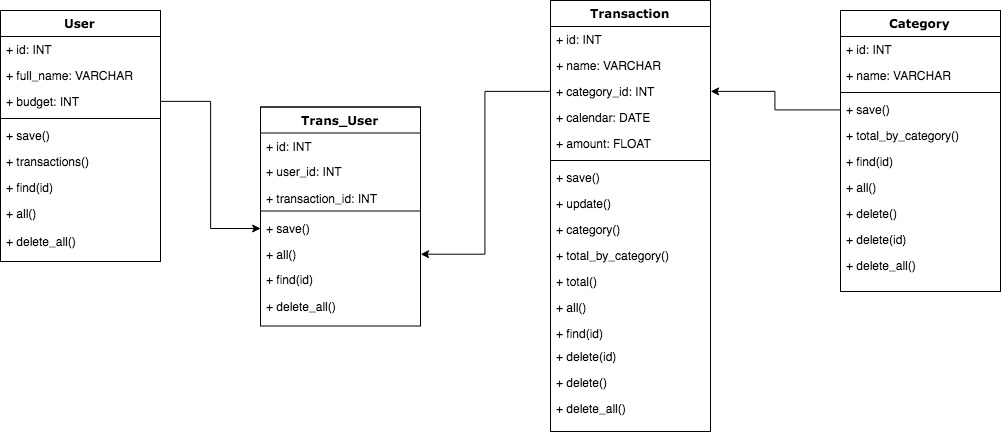 User
+ id: INT
+ full_name: VARCHAR
+ budget: INT
+ save()
+ transactions()
+ find(id)
+ all()
+ delete_all()
Trans_User
+ id: INT
+ user_id: INT
+ transaction_id: INT
+ save()
+ all()
+ find(id)
+ delete_all()
Transaction
+ id: INT
+ name: VARCHAR
+ category_id: INT
+ calendar: DATE
+ amount: FLOAT
+ save()
+ update()
+ category()
+ total_by_category()
+ total()
+ all()
+ find(id)
+ delete(id)
+ delete()
+ delete_all()
Category
+ id: INT
+ name: VARCHAR
+ save()
+ total_by_category()
+ find(id)
+ all()
+ delete()
+ delete(id)
+ delete_all()